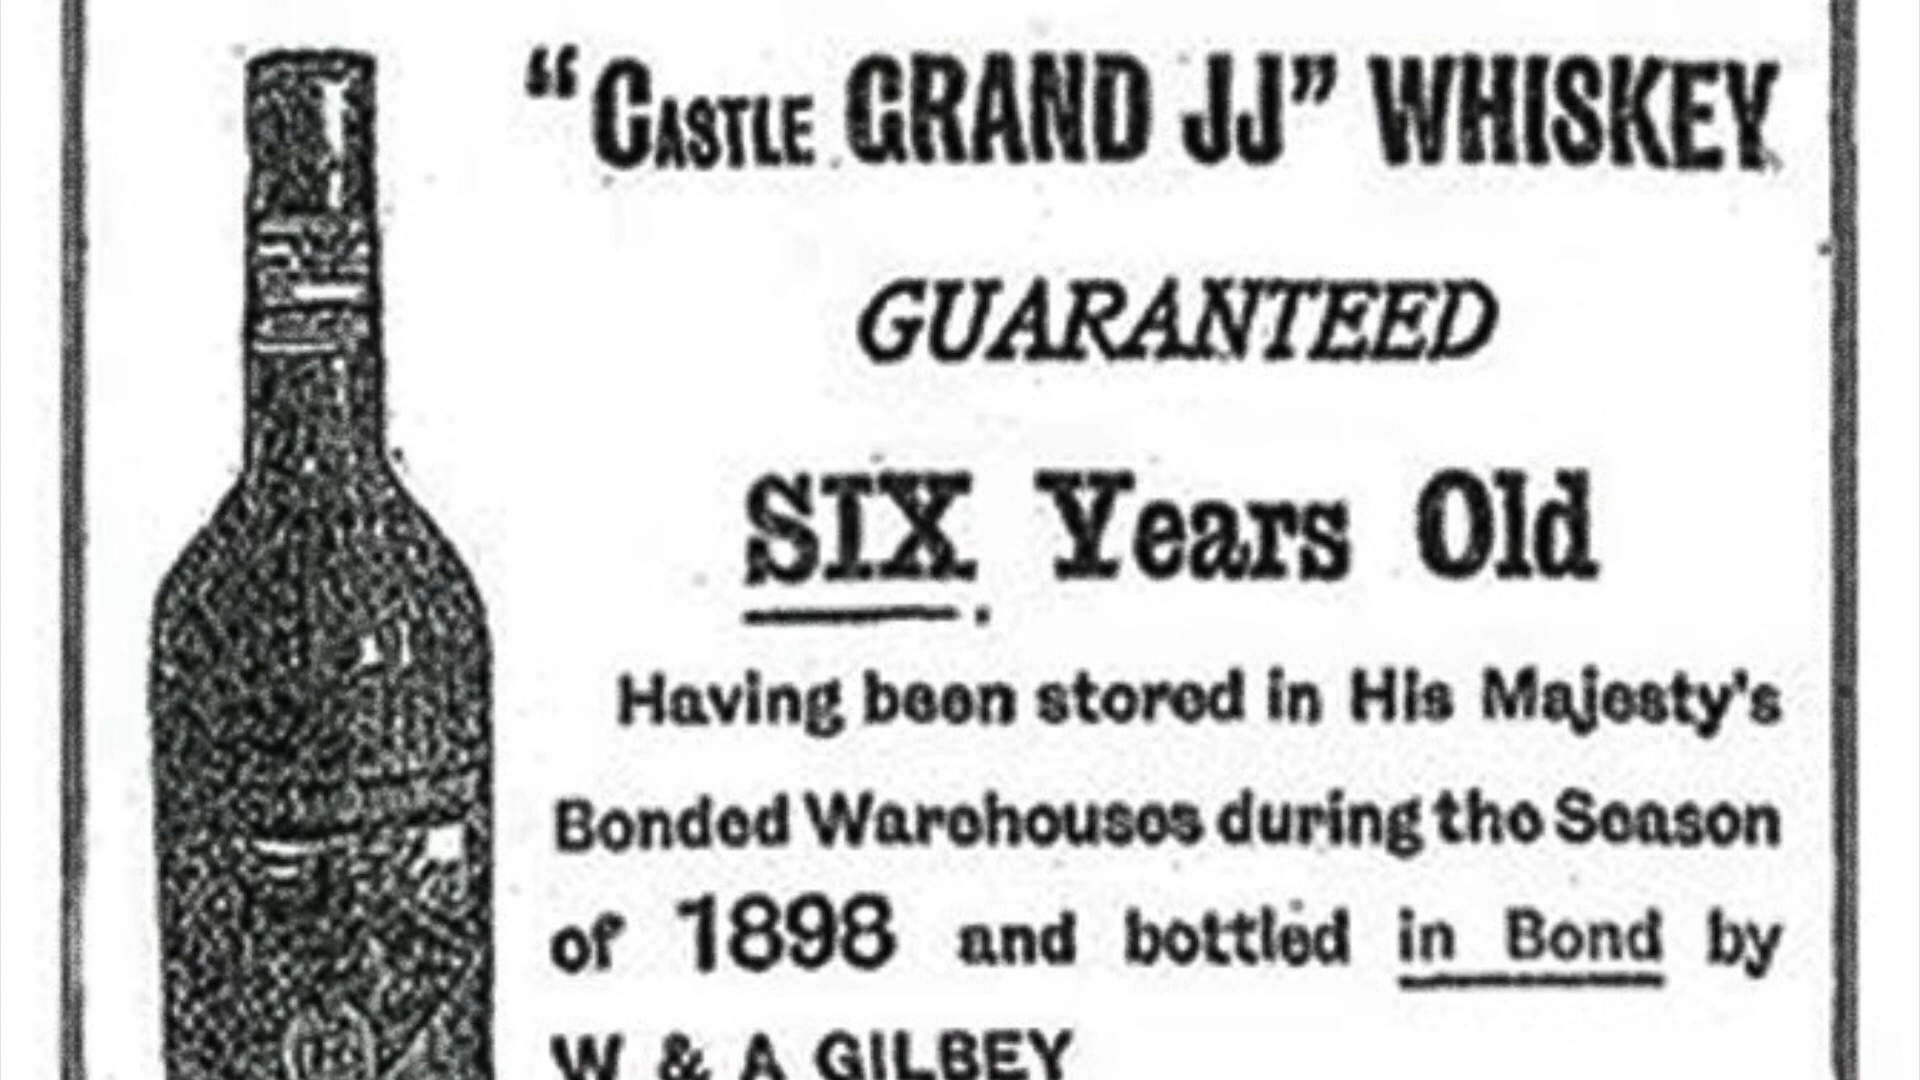 “CASTLE GRAND JJ” WHISKEY
GUARANTEED
SIX Years Old
Having been stored in His Majesty's
Bonded Warehouses during the Season
of 1898 and bottled in Bond by
W & A GILBEY